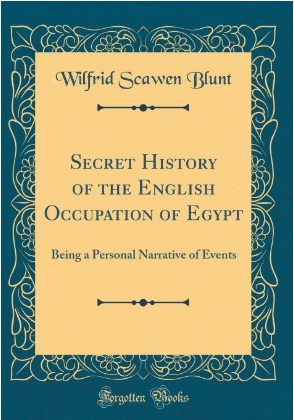 Wilfrid Scawen Blunt
Secret History
of the English
Occupation of Egypt
Being a Personal Narrative of Events
Forgotten Books